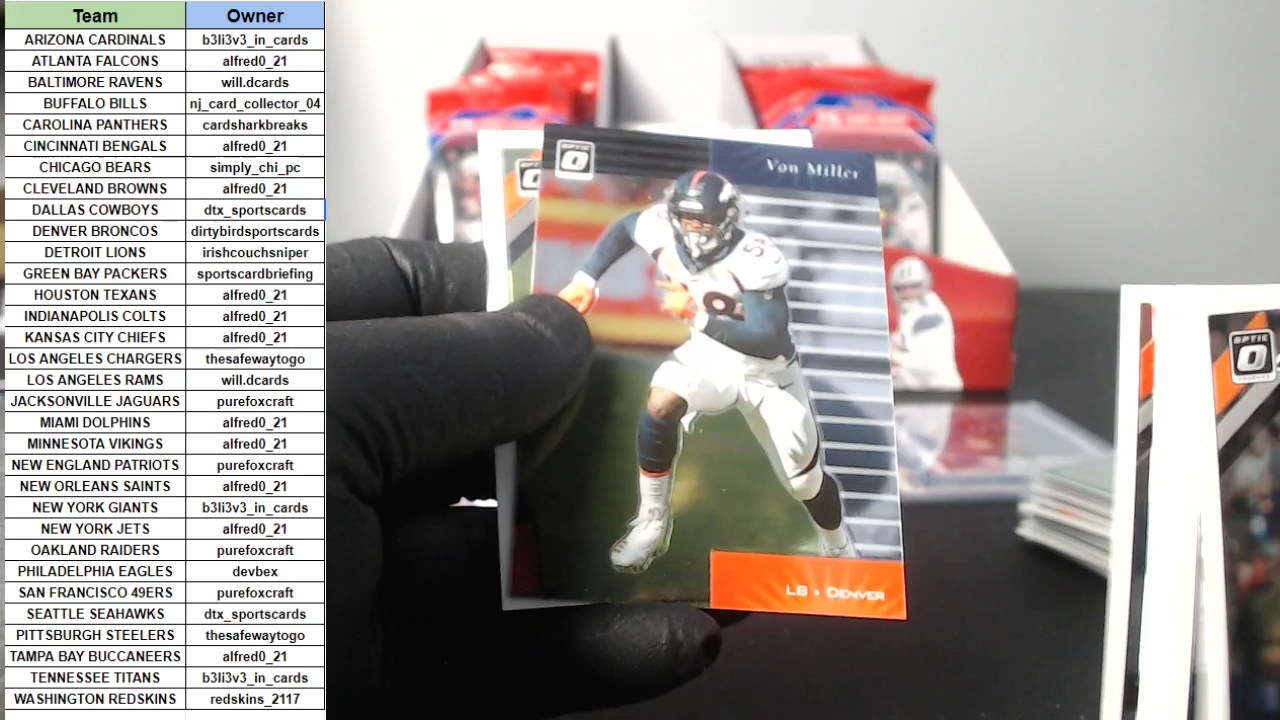 Team Owner
ARIZONA CARDINALS b3li3v3_in_cards
ATLANTA FALCONS alfred0_21
BALTIMORE RAVENS will.dcards
BUFFALO BILLS nj_card_collector_04
CAROLINA PANTHERS cardsharkbreaks
CINCINNATI BENGALS alfred0_21
CHICAGO BEARS simply_chi_pc
CLEVELAND BROWNS alfred0_21
DALLAS COWBOYS dtx_sportscards
DENVER BRONCOS dirtybirdsportscards
DETROIT LIONS irishcouchsniper
GREEN BAY PACKERS sportscardbriefing
HOUSTON TEXANS alfred0_21
INDIANAPOLIS COLTS alfred0_21
KANSAS CITY CHIEFS alfred0_21
LOS ANGELES CHARGERS thesafewaytogo
LOS ANGELES RAMS will.dcards
JACKSONVILLE JAGUARS purefoxcraft
MIAMI DOLPHINS alfred0_21
MINNESOTA VIKINGS alfred0_21
NEW ENGLAND PATRIOTS purefoxcraft
NEW ORLEANS SAINTS alfred0_21
NEW YORK GIANTS b3li3v3_in_cards
NEW YORK JETS alfred0_21
OAKLAND RAIDERS purefoxcraft
PHILADELPHIA EAGLES devbex
SAN FRANCISCO 49ERS purefoxcraft
SEATTLE SEAHAWKS dtx_sportscards
PITTSBURGH STEELERS thesafewaytogo
TAMPA BAY BUCCANEERS alfred0_21
TENNESSEE TITANS b3li3v3_in_cards
WASHINGTON REDSKINS redskins_2117
OPTIC
Von Miller
LB • DENVER
OPTIC